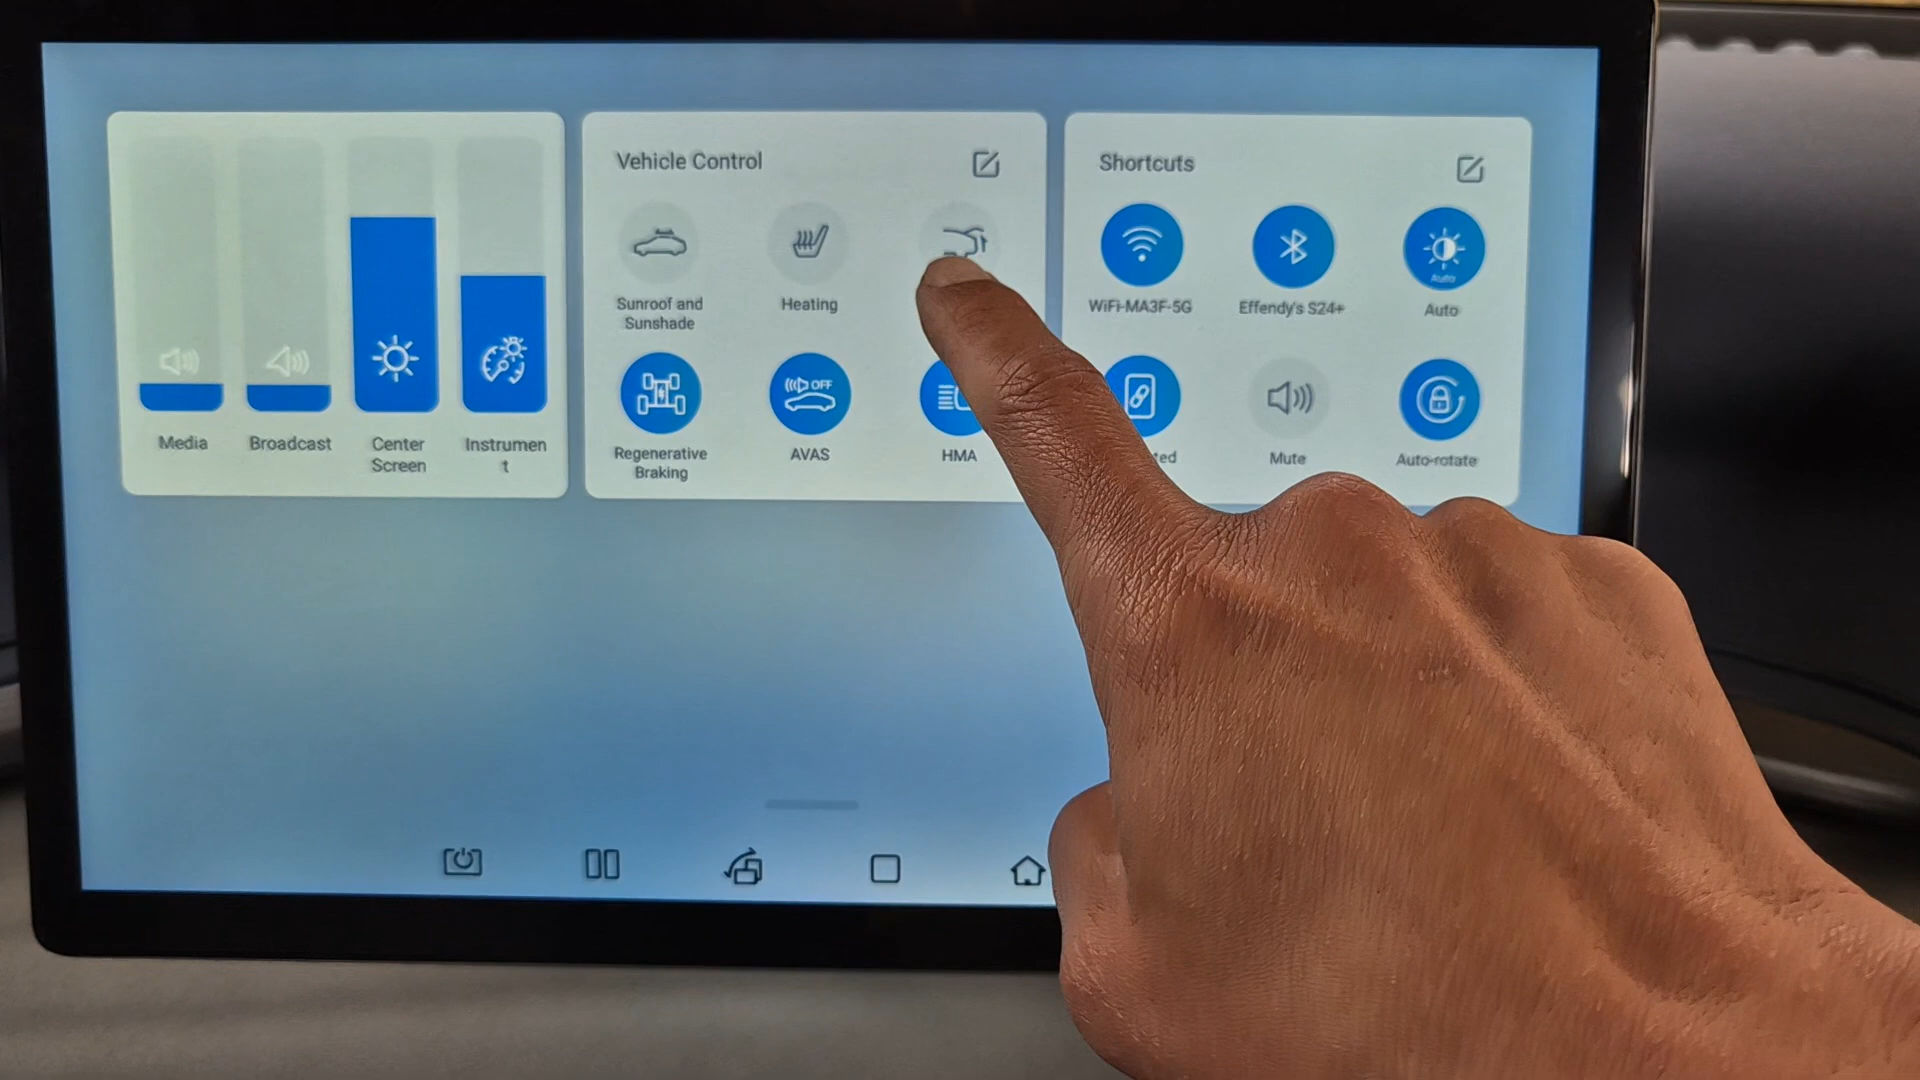 Vehicle Control
Shortcuts
Sunroof and
Sunshade
Heating
WiFi-MA3F-5G
Effendy's S24+
Auto
Auto
OFF
Media
Broadcast
Center
Screen
Instrumen
t
Regenerative
Braking
AVAS
HMA
Mute
Auto-rotate